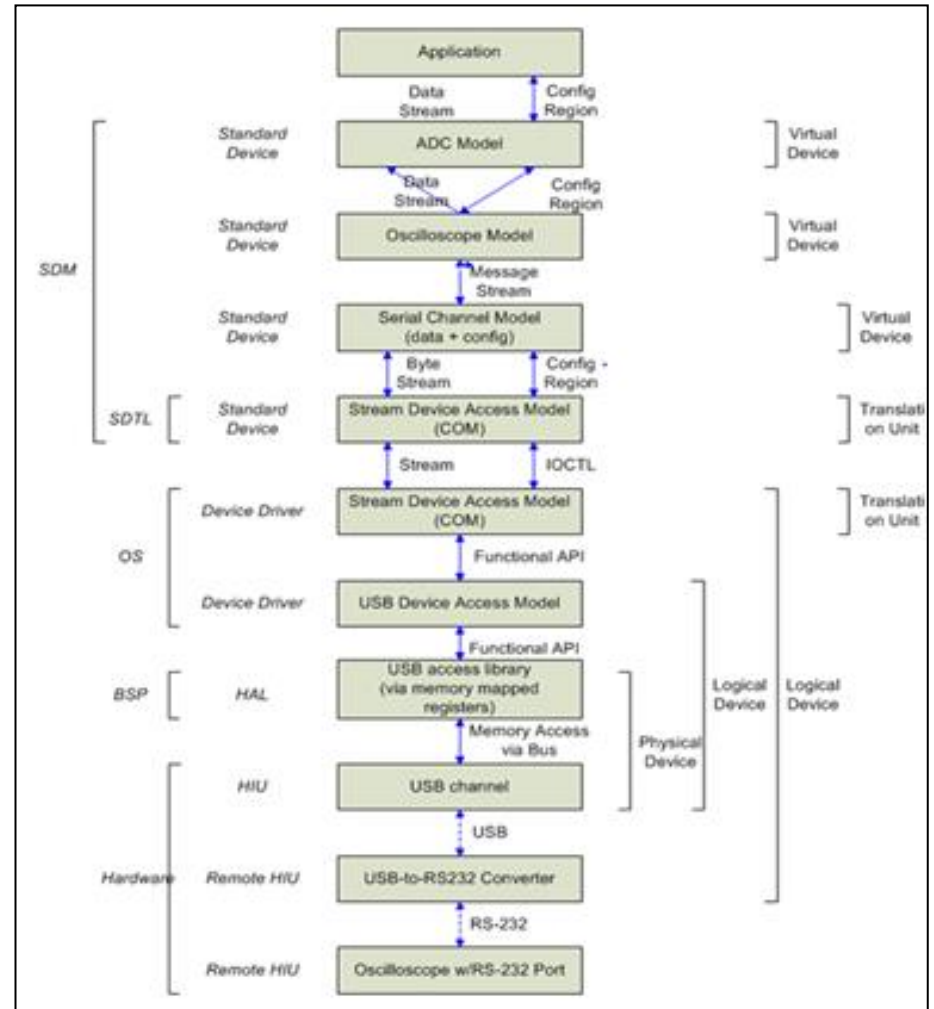 Application
Data
Stream
Config
Region
Standard
Device
ADC Model
Virtual
Device
Data
Stream
Config
Region
Standard
Device
Oscilloscope Model
Virtual
Device
SDM
Message
Stream
Standard
Device
Serial Channel Model
(data + config)
Virtual
Device
Byte
Stream
Config -
Region
SDTL
Standard
Device
Stream Device Access Model
(COM)
Translati
on Unit
Stream
IOCTL
Device Driver
Stream Device Access Model
(COM)
Translati
on Unit
OS
Functional API
Device Driver
USB Device Access Model
Functional API
BSP
HAL
USB access library
(via memory mapped
registers)
Logical
Device
Logical
Device
Memory Access
via Bus
Physical
Device
HIU
USB channel
USB
Hardware
Remote HIU
USB-to-RS232 Converter
RS-232
Remote HIU
Oscilloscope w/RS-232 Port